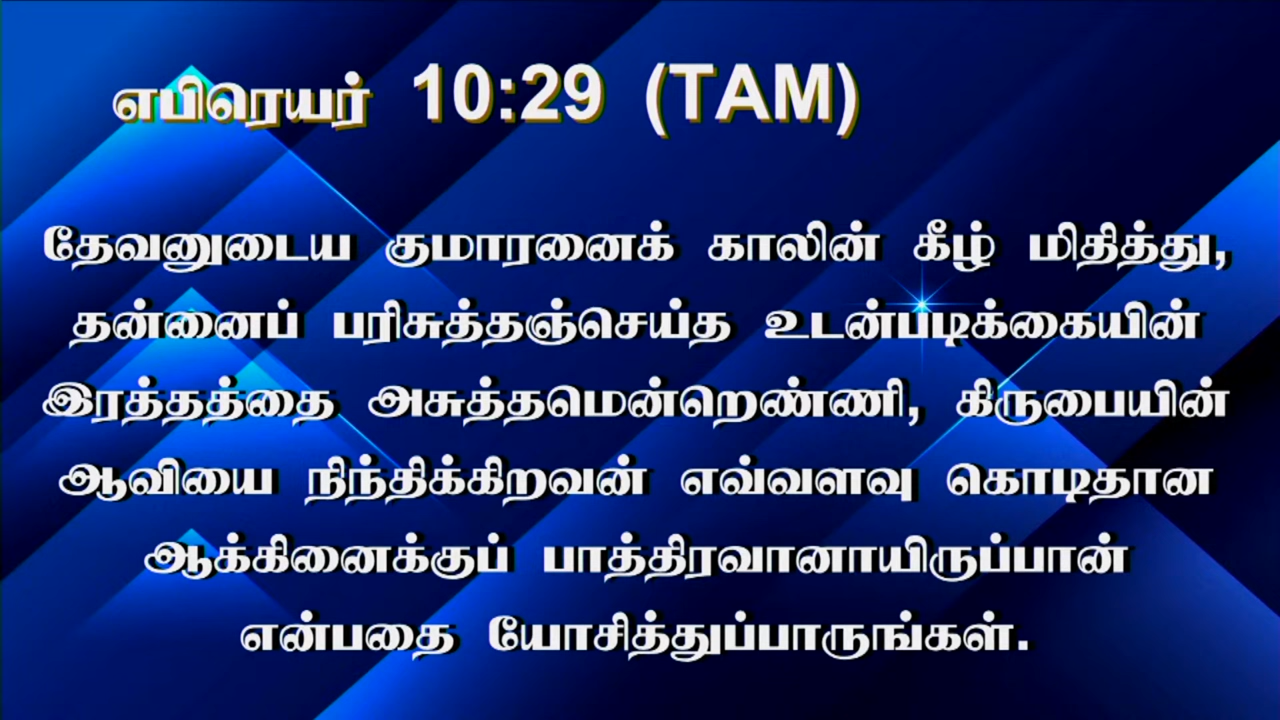 எபிரெயர் 10:29 (TAM)
தேவனுடைய குமாரனைக் காலின் கீழ் மிதித்து,
தன்னைப் பரிசுத்தஞ்செய்த உடன்படிக்கையின்
இரத்தத்தை அசுத்தமென்றெண்ணி, கிருபையின்
ஆவியை நிந்திக்கிறவன் எவ்வளவு கொடிதான
ஆக்கினைக்குப் பாத்திரவானாயிருப்பான்
என்பதை யோசித்துப்பாருங்கள்.